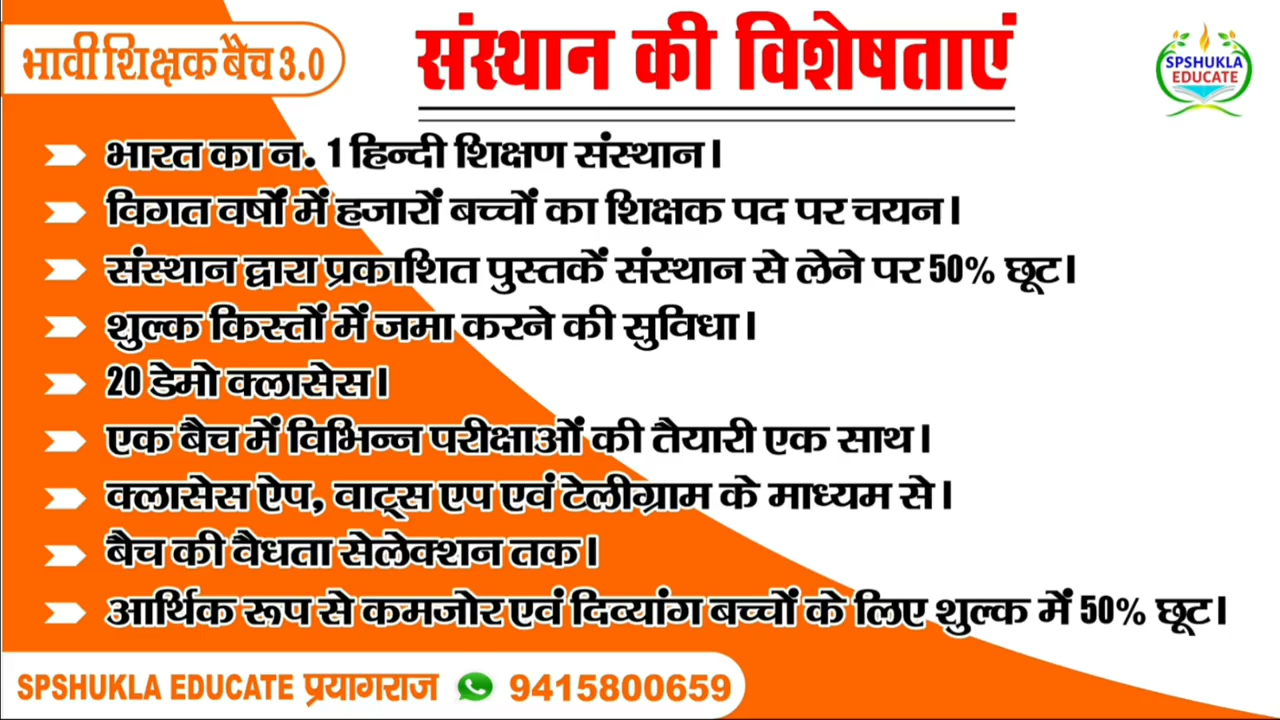 भावी शिक्षक बैच 3.0
संस्थान की विशेषताएं
SPSHUKLA
EDUCATE
भारत का न. 1 हिन्दी शिक्षण संस्थान।
विगत वर्षों में हजारों बच्चों का शिक्षक पद पर चयन।
संस्थान द्वारा प्रकाशित पुस्तकें संस्थान से लेने पर 50% छूट।
शुल्क किस्तों में जमा करने की सुविधा।
20 डेमो क्लासेस।
एक बैच में विभिन्न परीक्षाओं की तैयारी एक साथ।
क्लासेस ऐप, वाट्स एप एवं टेलीग्राम के माध्यम से।
बैच की वैधता सेलेक्शन तक।
आर्थिक रूप से कमजोर एवं दिव्यांग बच्चों के लिए शुल्क में 50% छूट।
SPSHUKLA EDUCATE प्रयागराज 9415800659